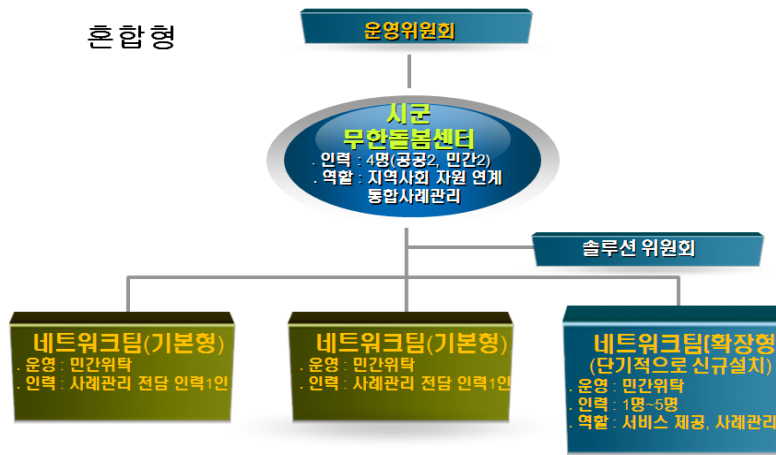 혼합형
운영위원회
시군
무한돌봄센터
. 인력 : 4명(공공2, 민간2)
. 역할 : 지역사회 자원 연계
통합사례관리
솔루션 위원회
네트워크팀(기본형)
. 운영 : 민간위탁
. 인력 : 사례관리 전담 인력1인
네트워크팀(기본형)
. 운영 : 민간위탁
. 인력 : 사례관리 전담 인력1인
네트워크팀[확장형
(단기적으로 신규설치)
. 운영 : 민간위탁
. 인력 : 1명~5명
. 역할 : 서비스 제공, 사례관리